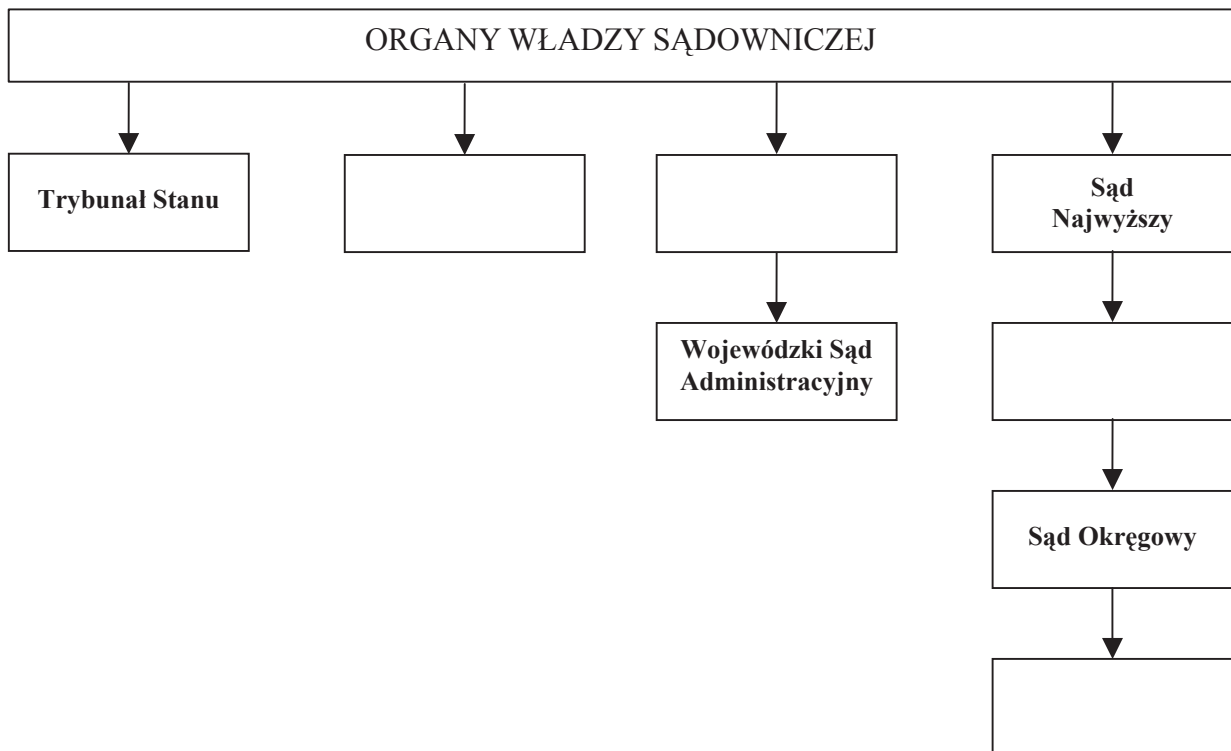 ORGANY WŁADZY SĄDOWNICZEJ
Trybunał Stanu
Sąd
Najwyższy
Wojewódzki Sąd
Administracyjny
Sąd Okręgowy